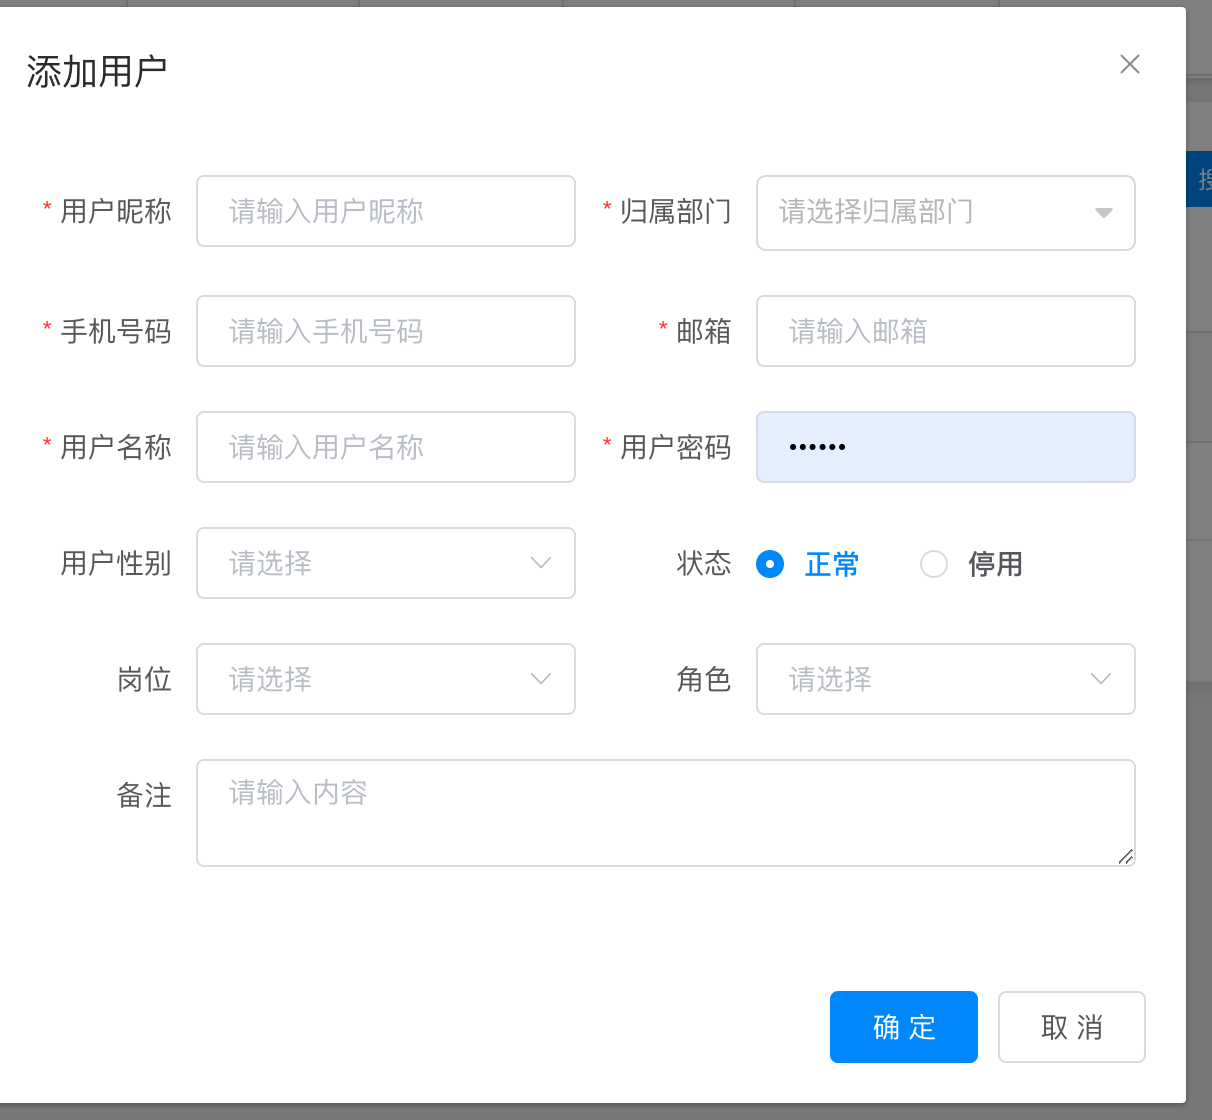 添加用户
* 用户昵称 请输入用户昵称 * 归属部门 请选择归属部门
* 手机号码 请输入手机号码 * 邮箱 请输入邮箱
* 用户名称 请输入用户名称 * 用户密码 ••••••
用户性别 请选择 状态 正常 停用
岗位 请选择 角色 请选择
备注 请输入内容
确 定 取 消